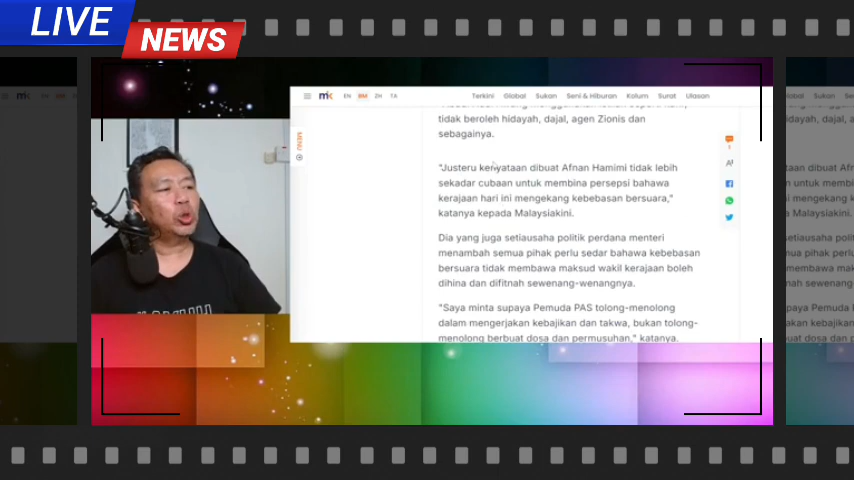 LIVE
NEWS
mk EN BM ZH TA Terkini Global Sukan Seni & Hiburan Kolum Surat Ulasan
tidak beroleh hidayah, dajal, agen Zionis dan
sebagainya.
MENU
"Justeru kenyataan dibuat Afnan Hamimi tidak lebih
sekadar cubaan untuk membina persepsi bahawa
kerajaan hari ini mengekang kebebasan bersuara,"
katanya kepada Malaysiakini.
Dia yang juga setiausaha politik perdana menteri
menambah semua pihak perlu sedar bahawa kebebasan
bersuara tidak membawa maksud wakil kerajaan boleh
dihina dan difitnah sewenang-wenangnya.
"Saya minta supaya Pemuda PAS tolong-menolong
dalam mengerjakan kebajikan dan takwa, bukan tolong-
menolong berbuat dosa dan permusuhan," katanya.